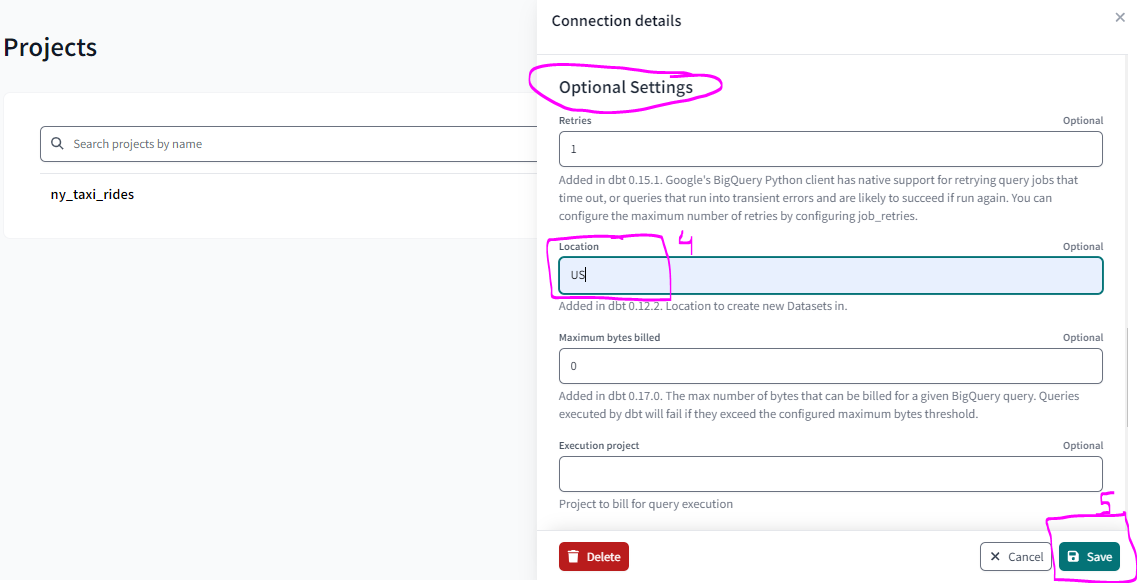 Connection details
Projects
Optional Settings
Retries Optional
Search projects by name
1
ny_taxi_rides
Added in dbt 0.15.1. Google's BigQuery Python client has native support for retrying query jobs that
time out, or queries that run into transient errors and are likely to succeed if run again. You can
configure the maximum number of retries by configuring job_retries.
Location 4 Optional
US
Added in dbt 0.12.2. Location to create new Datasets in.
Maximum bytes billed Optional
0
Added in dbt 0.17.0. The max number of bytes that can be billed for a given BigQuery query. Queries
executed by dbt will fail if they exceed the configured maximum bytes threshold.
Execution project Optional
Project to bill for query execution
5
Delete Cancel Save